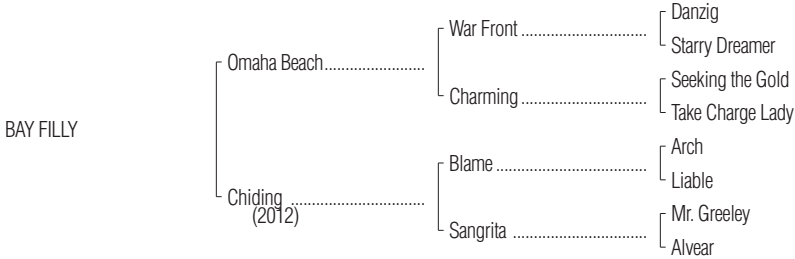 Danzig
War Front ..............................
Starry Dreamer
Omaha Beach........................
Seeking the Gold
Charming ..............................
Take Charge Lady
BAY FILLY
Arch
Blame ....................................
Liable
Chiding ................................
(2012)
Mr. Greeley
Sangrita ................................
Alvear